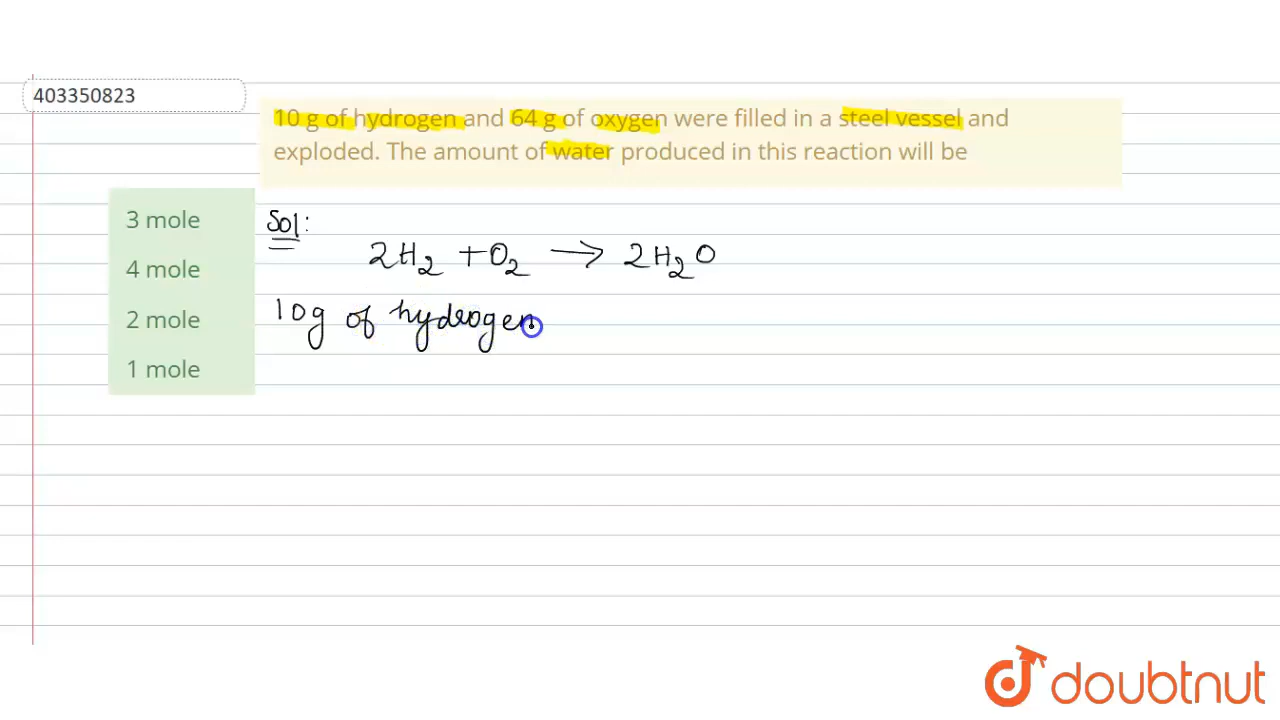 403350823
10 g of hydrogen and 64 g of oxygen were filled in a steel vessel and
exploded. The amount of water produced in this reaction will be
3 mole
4 mole
2 mole
1 mole
Sol:
2H₂ + O₂ → 2H₂O
10g of hydrogen
doubtnut